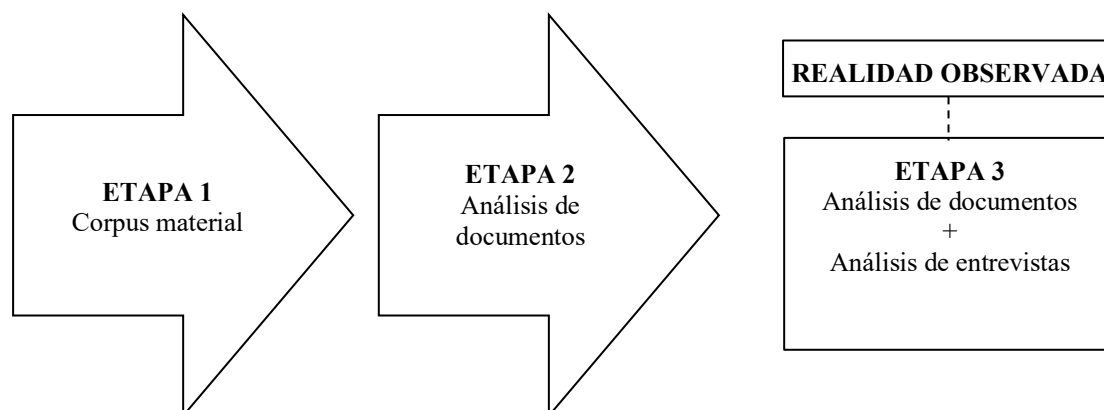 ETAPA 1
Corpus material
ETAPA 2
Análisis de
documentos
REALIDAD OBSERVADA
ETAPA 3
Análisis de documentos
+
Análisis de entrevistas